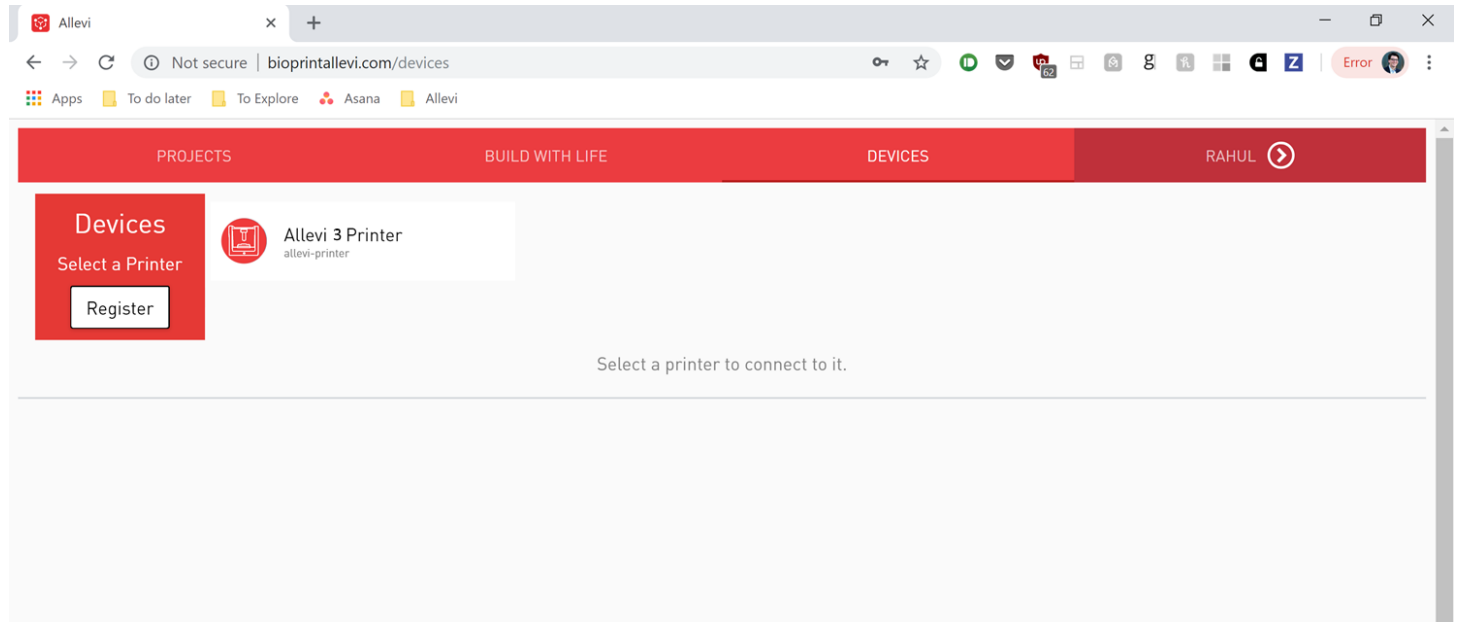 Allevi
Not secure | bioprintallevi.com/devices
62
g
Z
Error
Apps To do later To Explore Asana Allevi
PROJECTS BUILD WITH LIFE DEVICES RAHUL
Devices
Select a Printer
Register
Allevi 3 Printer
allevi-printer
Select a printer to connect to it.